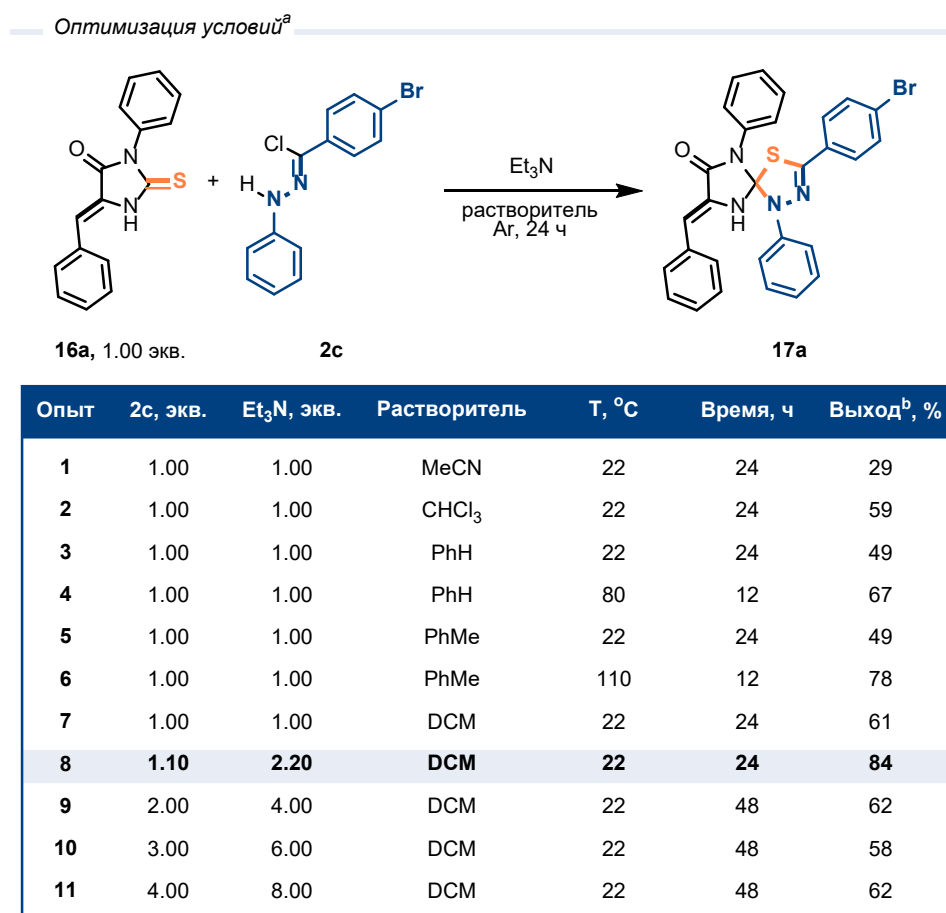 Оптимизация условийª
Br
Cl
O
N
S
+
H
N
N
NH
Et₃N
растворитель
Ar, 24 ч
Br
O
N
S
N
N
N
H
16a, 1.00 экв.
2c
17a
Опыт 2c, экв. Et₃N, экв. Растворитель T, °C Время, ч Выходᵇ, %
1 1.00 1.00 MeCN 22 24 29
2 1.00 1.00 CHCl₃ 22 24 59
3 1.00 1.00 PhH 22 24 49
4 1.00 1.00 PhH 80 12 67
5 1.00 1.00 PhMe 22 24 49
6 1.00 1.00 PhMe 110 12 78
7 1.00 1.00 DCM 22 24 61
8 1.10 2.20 DCM 22 24 84
9 2.00 4.00 DCM 22 48 62
10 3.00 6.00 DCM 22 48 58
11 4.00 8.00 DCM 22 48 62